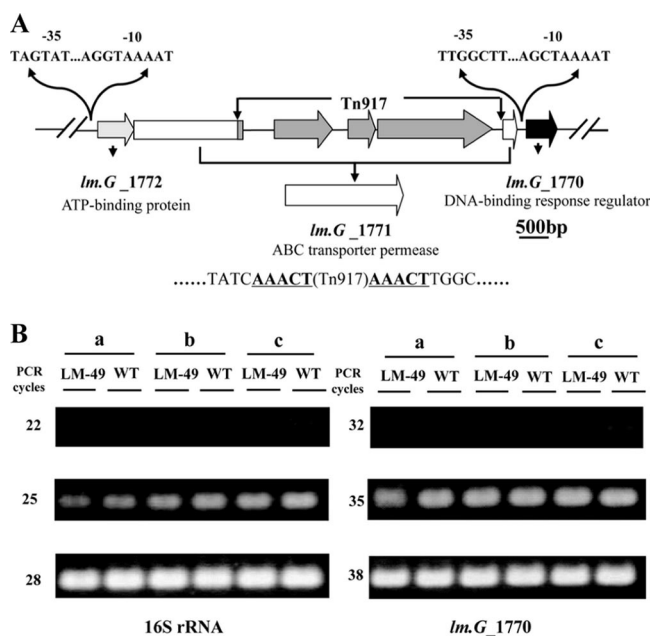 A
-35 -10
TAGTAT...AGGTAAAAT
-35 -10
TTGGCTT...AGCTAAAAT
Tn917
lm.G_1772
ATP-binding protein
lm.G_1771
ABC transporter permease
lm.G_1770
DNA-binding response regulator
500bp
......TATCAAACT(Tn917)AAACTTGGC......
B
a b c
PCR cycles LM-49 WT LM-49 WT LM-49 WT
22
25
28
16S rRNA
a b c
PCR cycles LM-49 WT LM-49 WT LM-49 WT
32
35
38
lm.G_1770